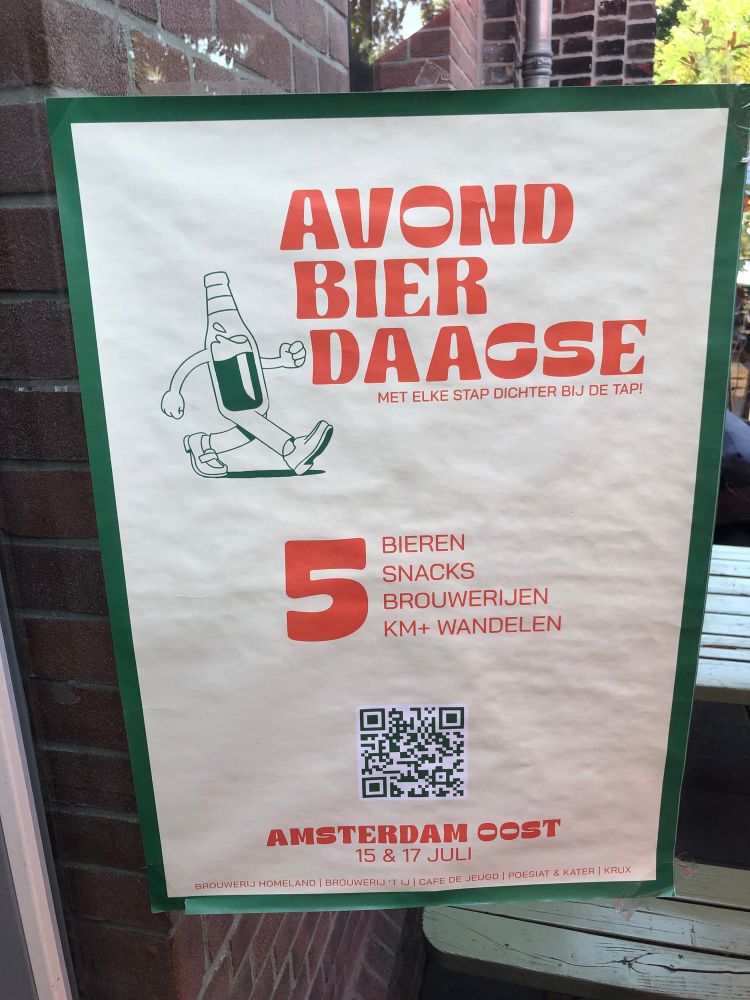 AVOND
BIER
DAAGSE
MET ELKE STAP DICHTER BIJ DE TAP!
5
BIEREN
SNACKS
BROUWERIJEN
KM+ WANDELEN
AMSTERDAM OOST
15 & 17 JULI
BROUWERIJ HOMELAND | BROUWERIJ 'T IJ | CAFE DE JEUGD | POESIAT & KATER | KRUX